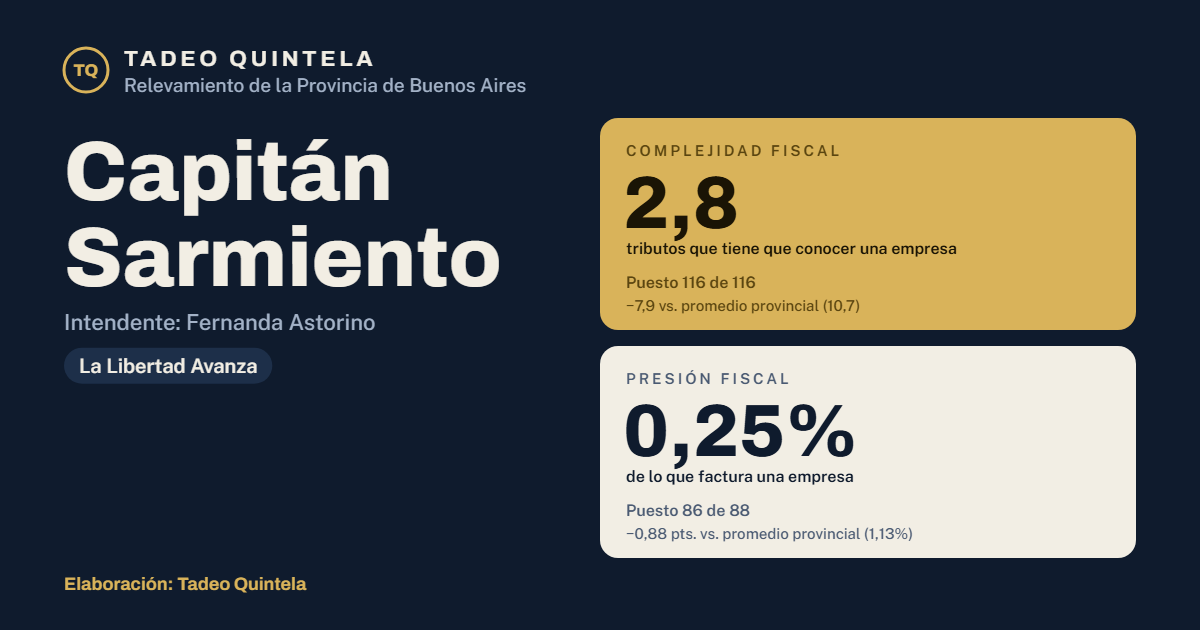 TQ
TADEO QUINTELA
Relevamiento de la Provincia de Buenos Aires
Capitán
Sarmiento
Intendente: Fernanda Astorino
La Libertad Avanza
COMPLEJIDAD FISCAL
2,8
tributos que tiene que conocer una empresa
Puesto 116 de 116
−7,9 vs. promedio provincial (10,7)
PRESIÓN FISCAL
0,25%
de lo que factura una empresa
Puesto 86 de 88
−0,88 pts. vs. promedio provincial (1,13%)
Elaboración: Tadeo Quintela